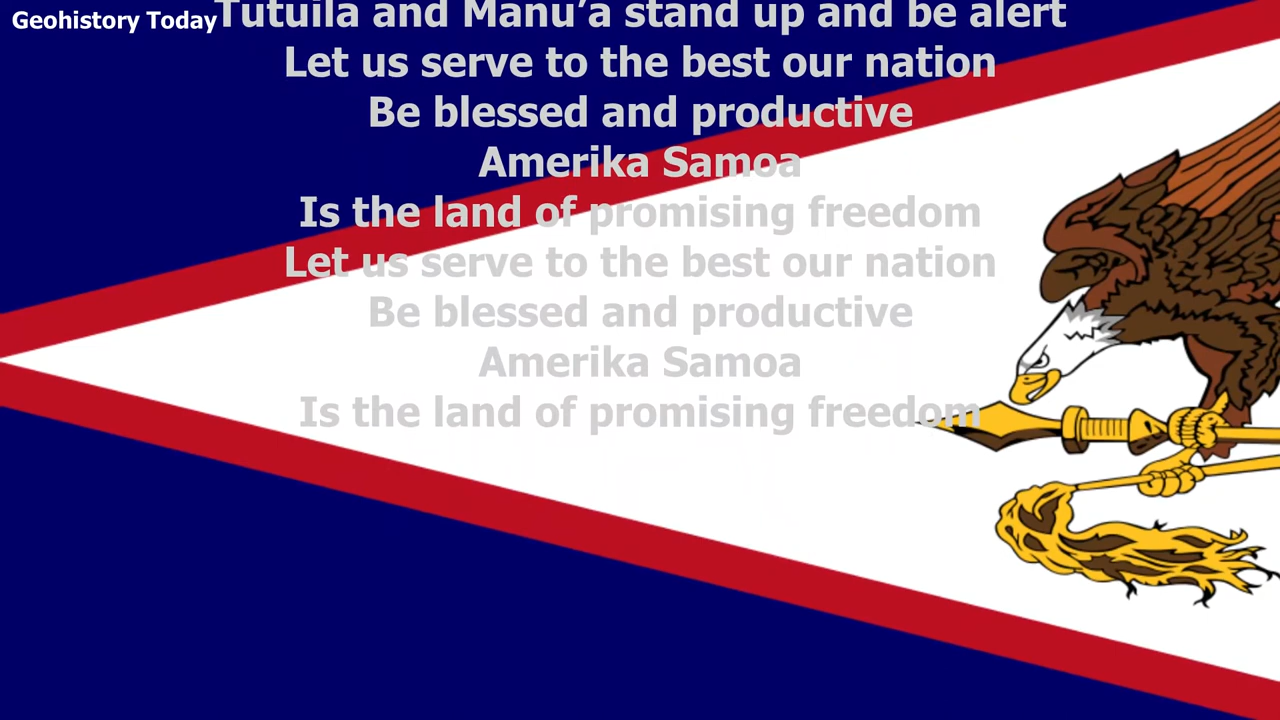 Geohistory Today
Tutuila and Manu’a stand up and be alert
Let us serve to the best our nation
Be blessed and productive
Amerika Samoa
Is the land of promising freedom
Let us serve to the best our nation
Be blessed and productive
Amerika Samoa
Is the land of promising freedom